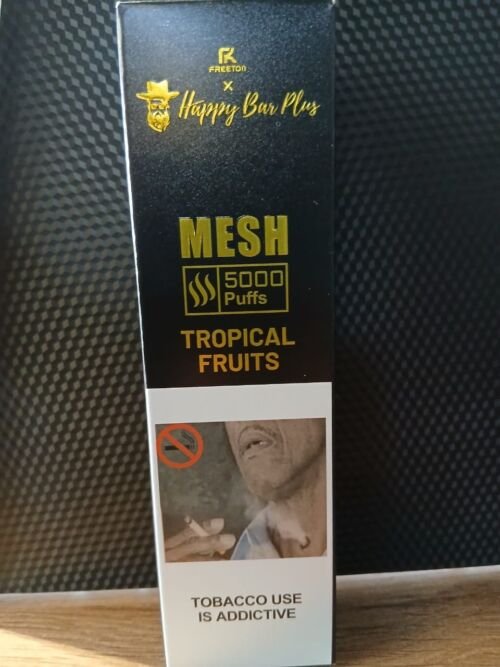 FREETON
X
Happy Bar Plus
MESH
5000
Puffs
TROPICAL
FRUITS
TOBACCO USE
IS ADDICTIVE